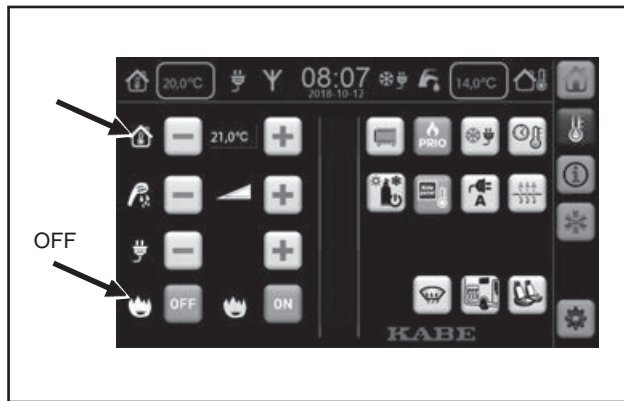 20,0°C 08:07 14,0°C
2018-10-12
21,0°C
PRIO
A
OFF
OFF ON
KABE